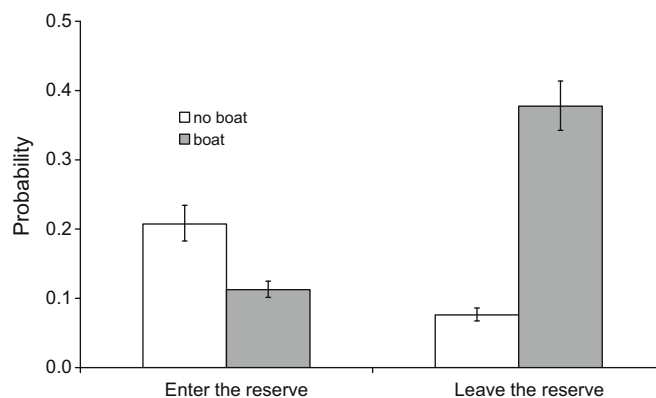 0.5
0.4
0.3
0.2
0.1
0.0
Probability
no boat
boat
Enter the reserve
Leave the reserve